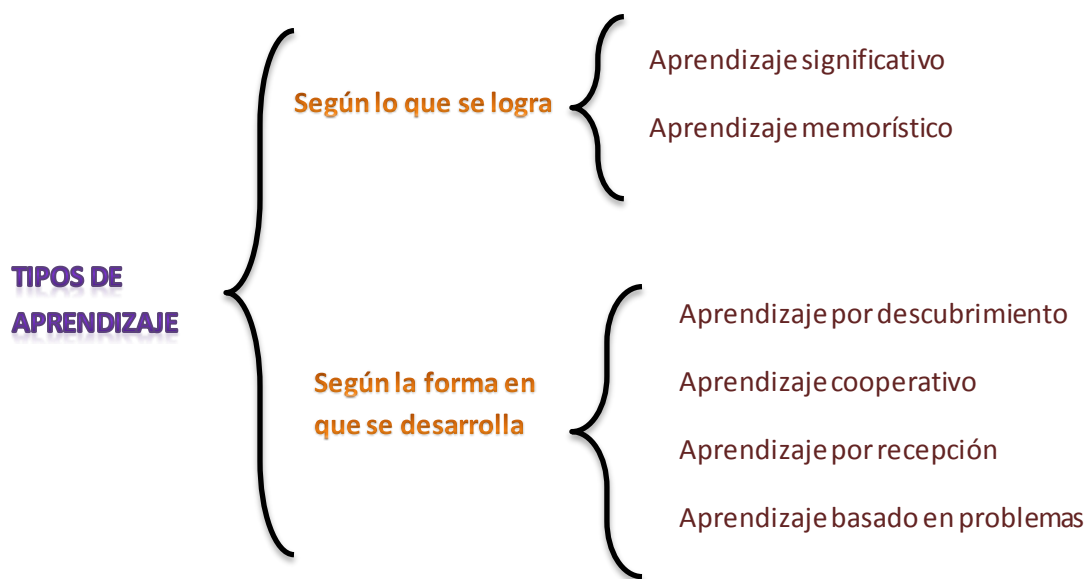 TIPOS DE
APRENDIZAJE
Según lo que se logra
Aprendizaje significativo
Aprendizaje memorístico
Según la forma en
que se desarrolla
Aprendizaje por descubrimiento
Aprendizaje cooperativo
Aprendizaje por recepción
Aprendizaje basado en problemas